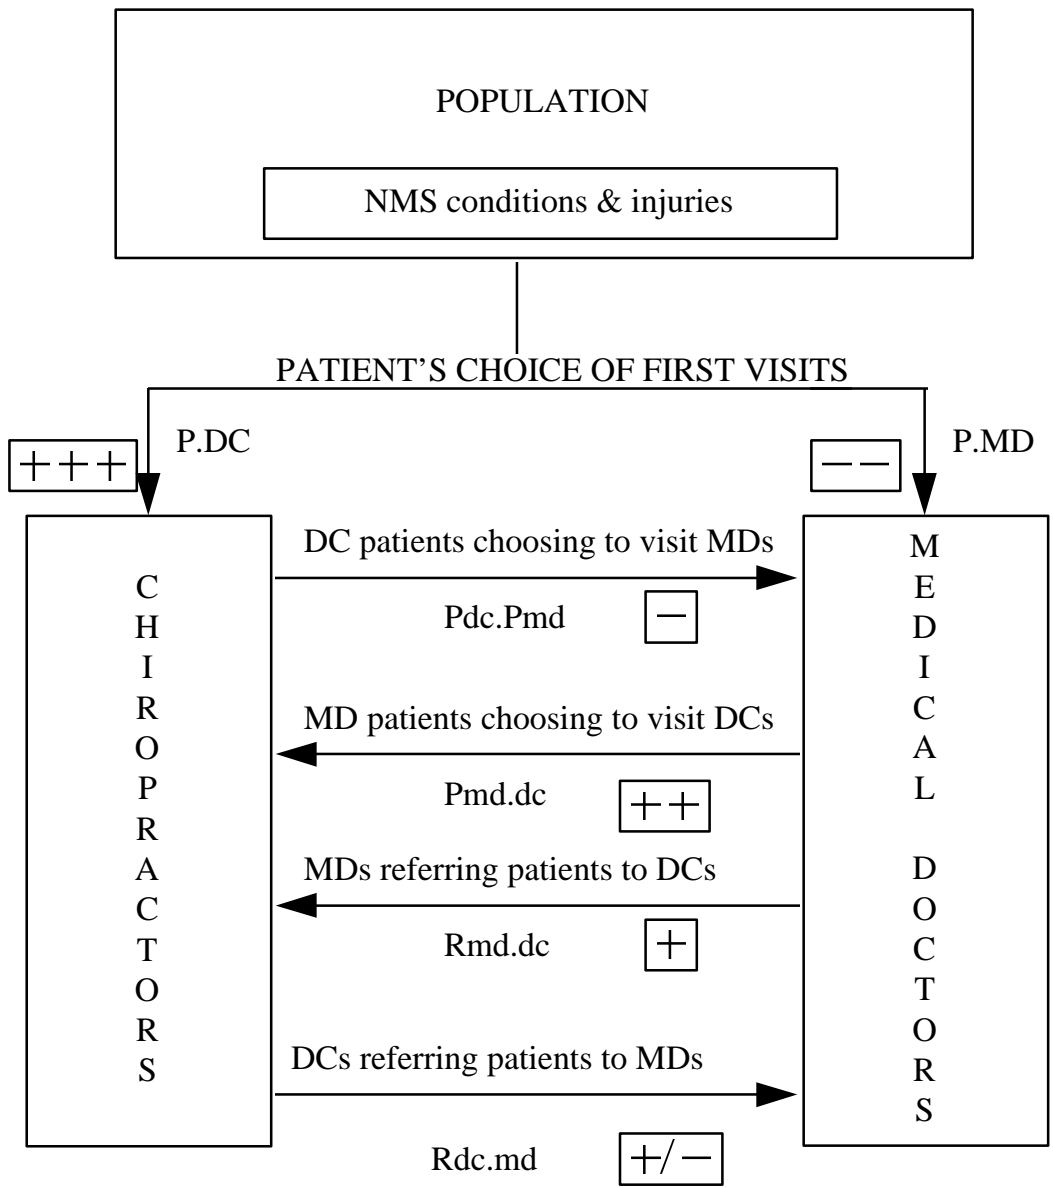 POPULATION
NMS conditions & injuries
PATIENT’S CHOICE OF FIRST VISITS
P.DC
P.MD
+++
−−
DC patients choosing to visit MDs
Pdc.Pmd
−
MD patients choosing to visit DCs
Pmd.dc
++
MDs referring patients to DCs
Rmd.dc
+
DCs referring patients to MDs
Rdc.md
+/−
CHIROPRACTORS
MEDICAL DOCTORS